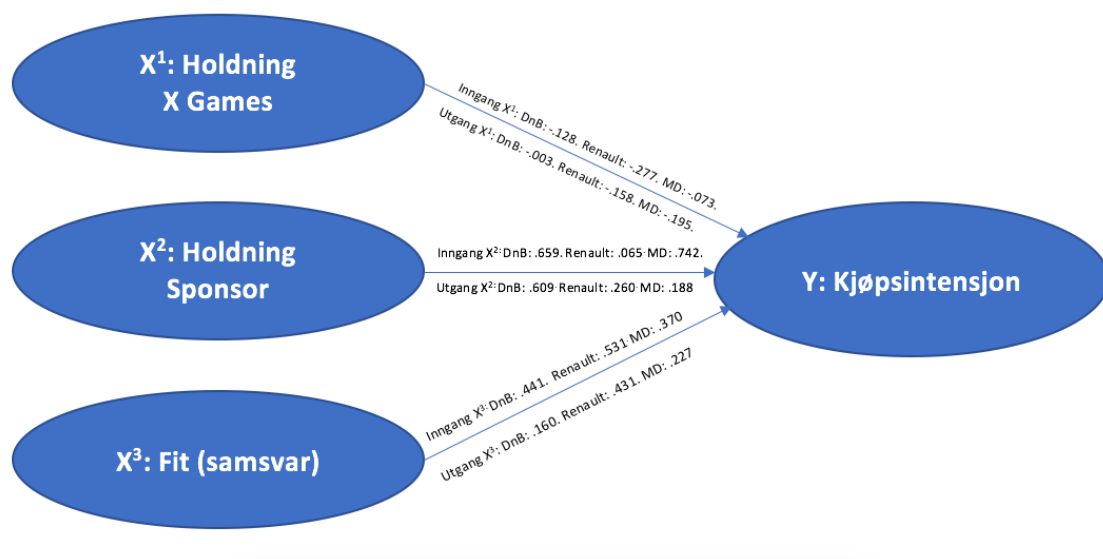 X¹: Holdning
X Games
Inngang X¹: DnB: -.128. Renault: -.277. MD: -.073.
Utgang X¹: DnB: -.003. Renault: -.158. MD: -.195.
X²: Holdning
Sponsor
Inngang X²: DnB: .659. Renault: .065. MD: .742.
Utgang X²: DnB: .609. Renault: .260. MD: .188
Y: Kjøpsintensjon
Inngang X³: DnB: .441. Renault: .531. MD: .370
Utgang X³: DnB: .160. Renault: .431. MD: .227
X³: Fit (samsvar)